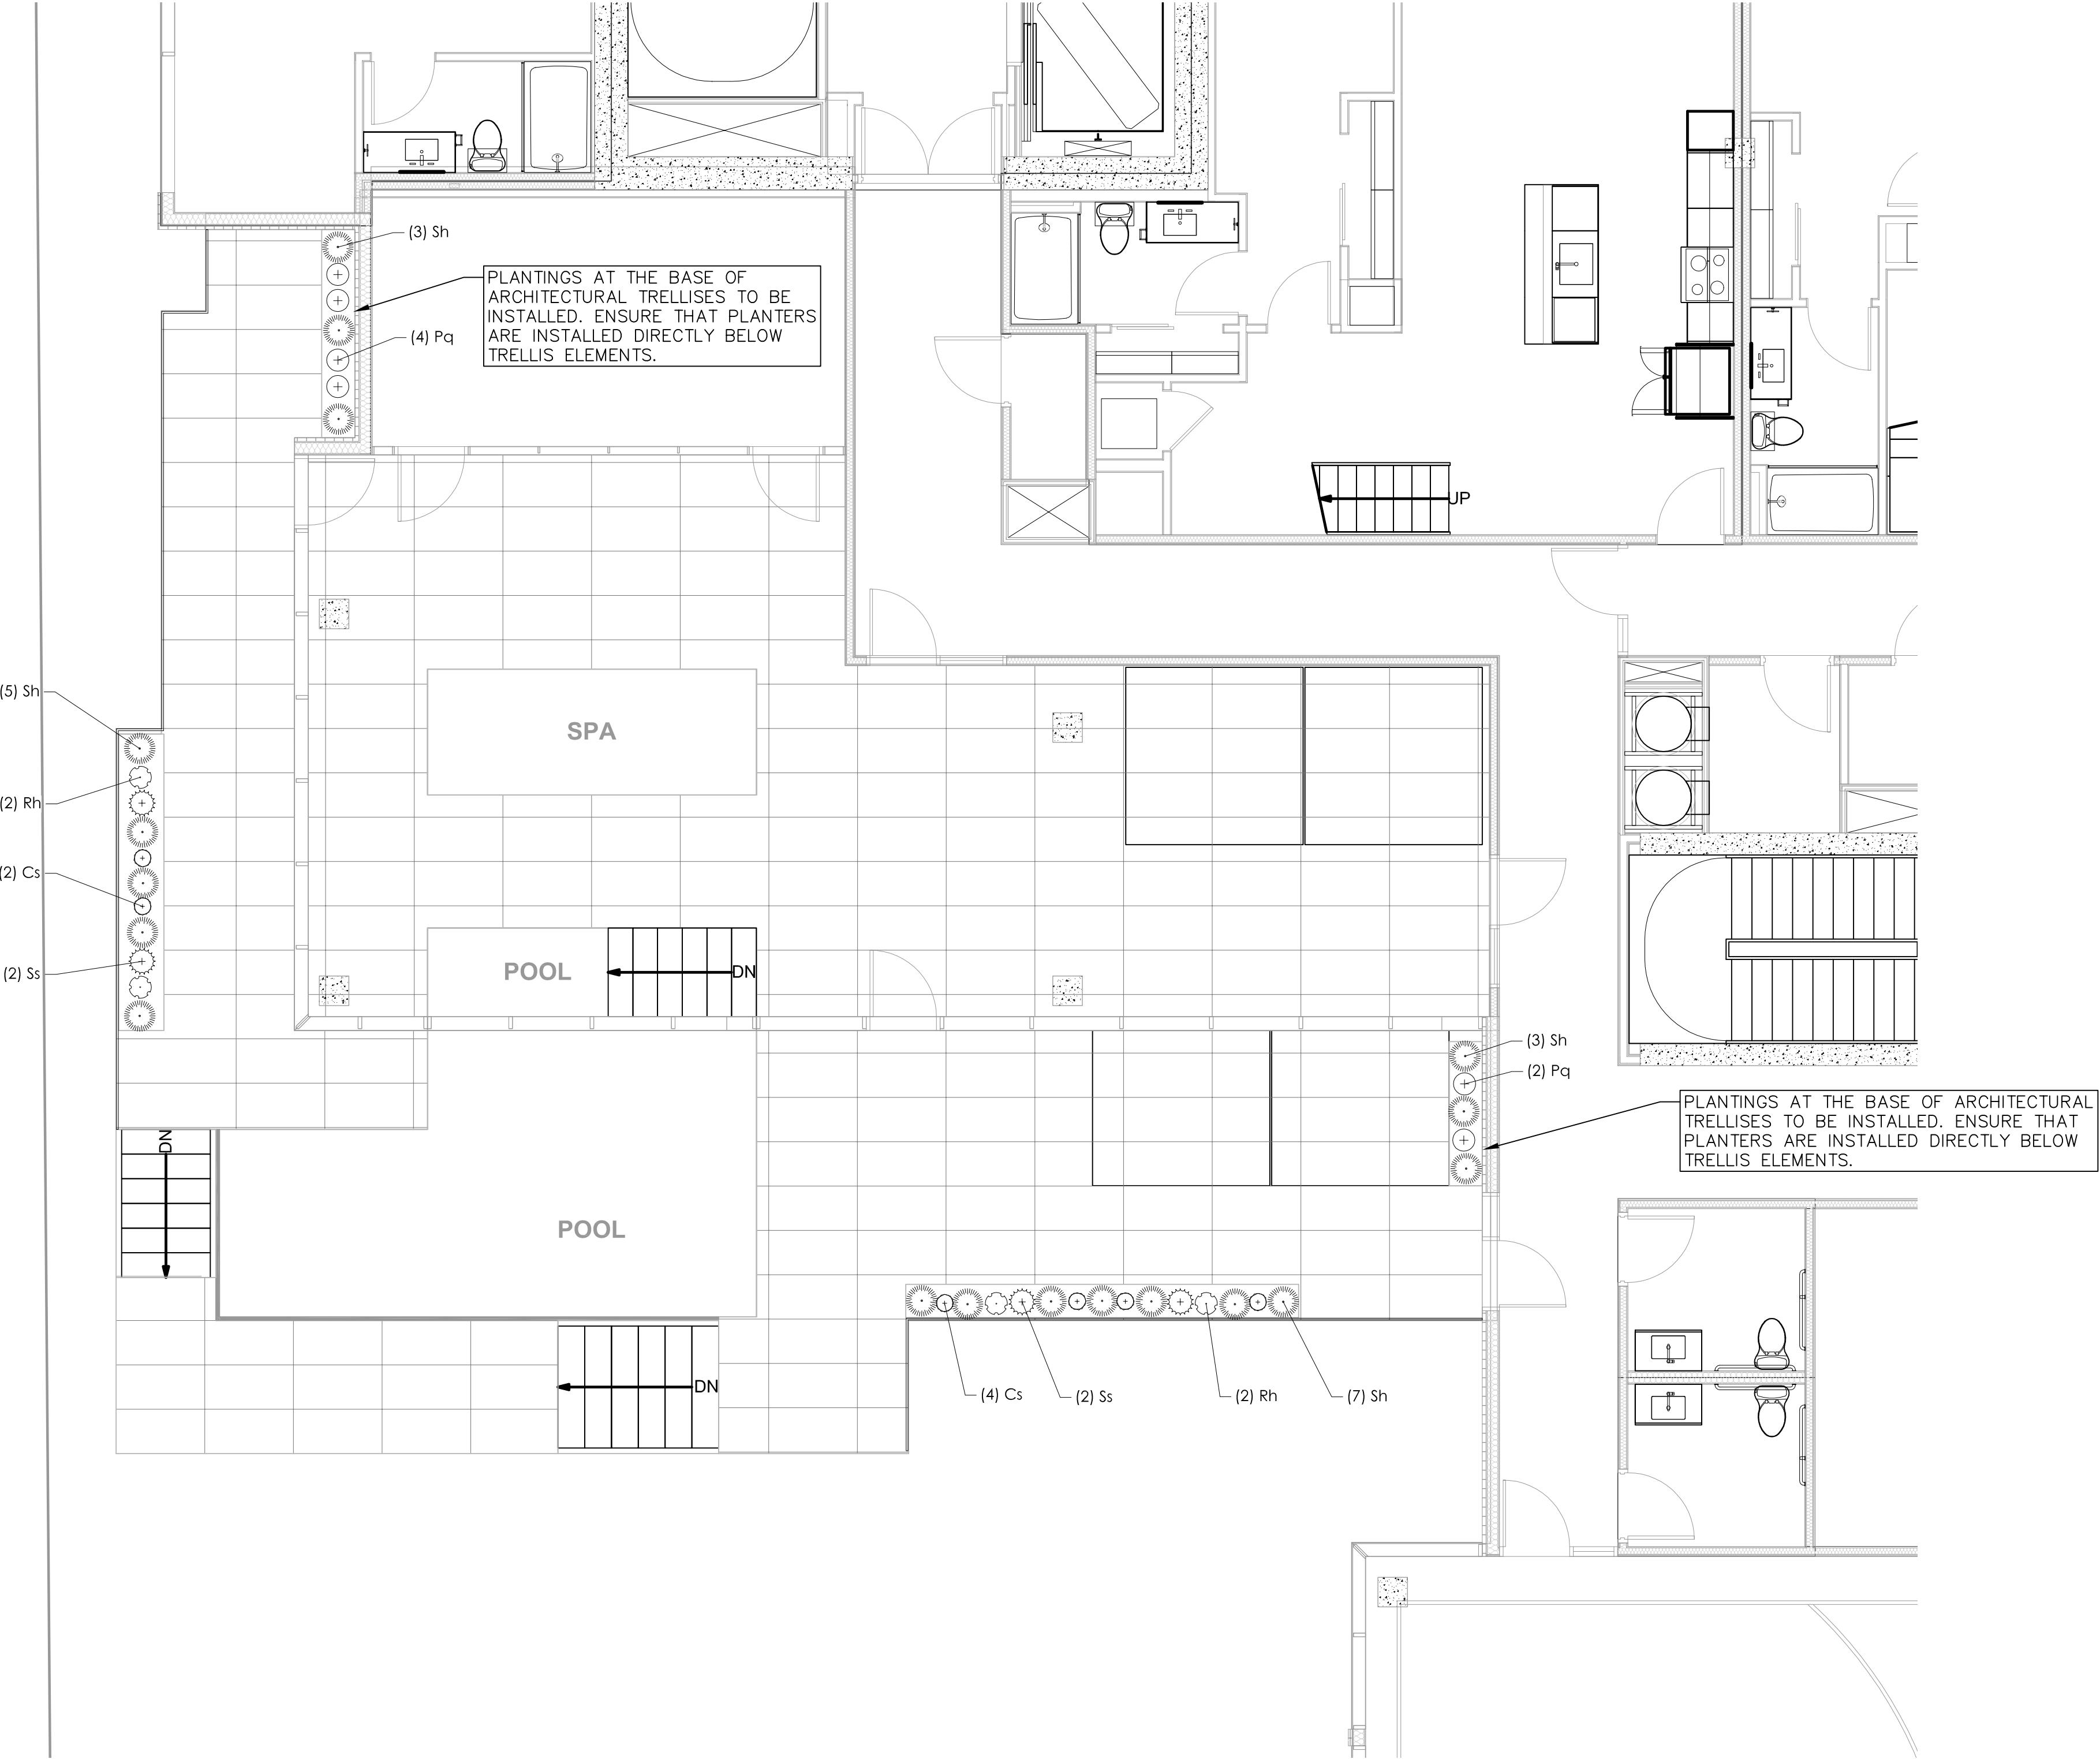 (3) Sh
PLANTINGS AT THE BASE OF
ARCHITECTURAL TRELLISES TO BE
INSTALLED. ENSURE THAT PLANTERS
ARE INSTALLED DIRECTLY BELOW
TRELLIS ELEMENTS.
(4) Pq
UP
(5) Sh
SPA
(2) Rh
(2) Cs
(2) Ss
POOL
DN
(3) Sh
(2) Pq
PLANTINGS AT THE BASE OF ARCHITECTURAL
TRELLISES TO BE INSTALLED. ENSURE THAT
PLANTERS ARE INSTALLED DIRECTLY BELOW
TRELLIS ELEMENTS.
DN
POOL
DN
(4) Cs
(2) Ss
(2) Rh
(7) Sh